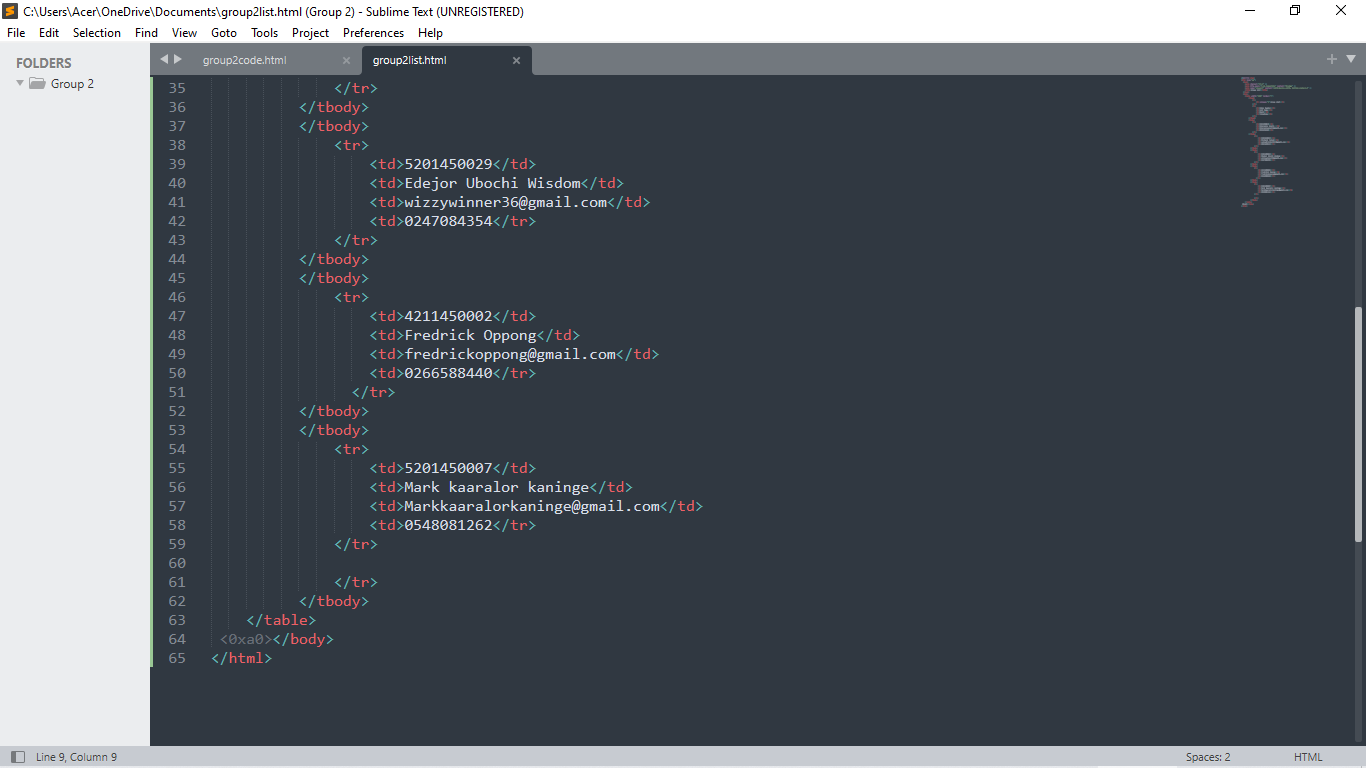 C:\Users\Acer\OneDrive\Documents\group2list.html (Group 2) - Sublime Text (UNREGISTERED)
File Edit Selection Find View Goto Tools Project Preferences Help
FOLDERS
Group 2
group2code.html
group2list.html
35 </tr>
36 </tbody>
37 </tbody>
38 <tr>
39 <td>5201450029</td>
40 <td>Edejor Ubochi Wisdom</td>
41 <td>wizzywinner36@gmail.com</td>
42 <td>0247084354</tr>
43 </tr>
44 </tbody>
45 </tbody>
46 <tr>
47 <td>4211450002</td>
48 <td>Fredrick Oppong</td>
49 <td>fredrickoppong@gmail.com</td>
50 <td>0266588440</tr>
51 </tr>
52 </tbody>
53 </tbody>
54 <tr>
55 <td>5201450007</td>
56 <td>Mark kaaralor kaninge</td>
57 <td>Markkaaralorkaninge@gmail.com</td>
58 <td>0548081262</tr>
59 </tr>
60
61 </tr>
62 </tbody>
63 </table>
64 <0xa0></body>
65 </html>
Line 9, Column 9
Spaces: 2
HTML